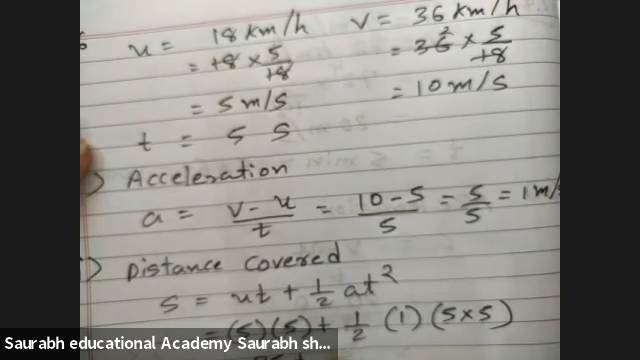 u = 18 km/h V = 36 km/h
= 18 × 5/18 = 36 2 × 5/18
= 5 m/s = 10 m/s
t = 5 s
) Acceleration
a = V-u/t = 10-5/5 = 5/5 = 1 m/
) Distance Covered
s = ut + 1/2 at²
= (5)(5) + 1/2 (1) (5×5)
Saurabh educational Academy Saurabh sh...